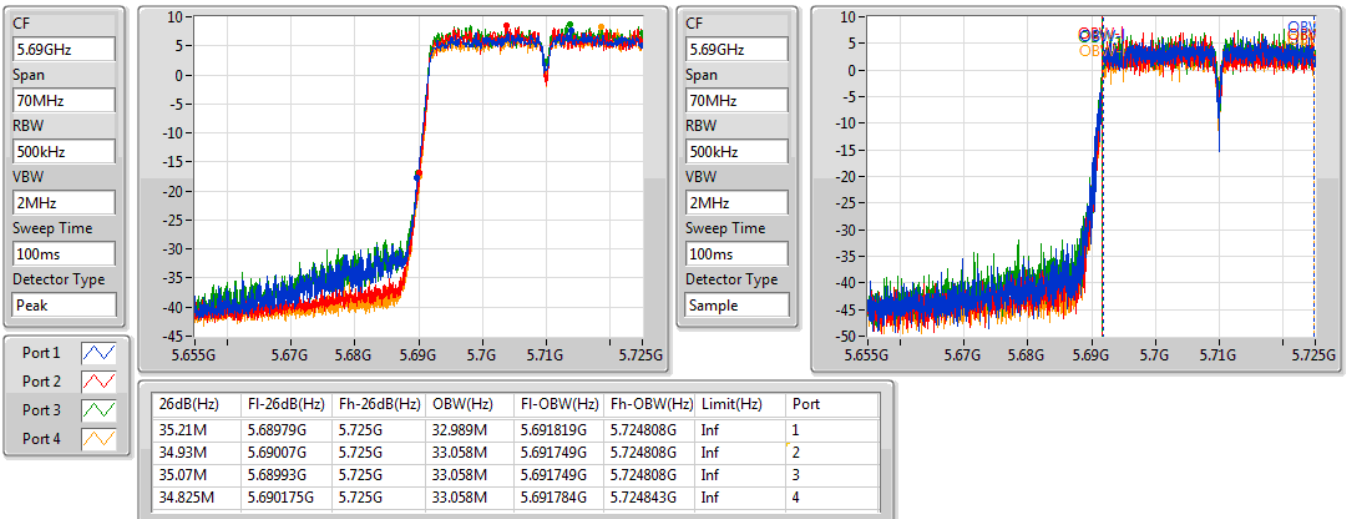 CF
5.69GHz
Span
70MHz
RBW
500kHz
VBW
2MHz
Sweep Time
100ms
Detector Type
Peak
10
5
0
-5
-10
-15
-20
-25
-30
-35
-40
-45
5.655G 5.67G 5.68G 5.69G 5.7G 5.71G 5.725G
CF
5.69GHz
Span
70MHz
RBW
500kHz
VBW
2MHz
Sweep Time
100ms
Detector Type
Sample
10
5
0
-5
-10
-15
-20
-25
-30
-35
-40
-45
-50
5.655G 5.67G 5.68G 5.69G 5.7G 5.71G 5.725G
Port 1
Port 2
Port 3
Port 4
26dB(Hz) Fl-26dB(Hz) Fh-26dB(Hz) OBW(Hz) Fl-OBW(Hz) Fh-OBW(Hz) Limit(Hz) Port
35.21M 5.68979G 5.725G 32.989M 5.691819G 5.724808G Inf 1
34.93M 5.69007G 5.725G 33.058M 5.691749G 5.724808G Inf 2
35.07M 5.68993G 5.725G 33.058M 5.691749G 5.724808G Inf 3
34.825M 5.690175G 5.725G 33.058M 5.691784G 5.724843G Inf 4